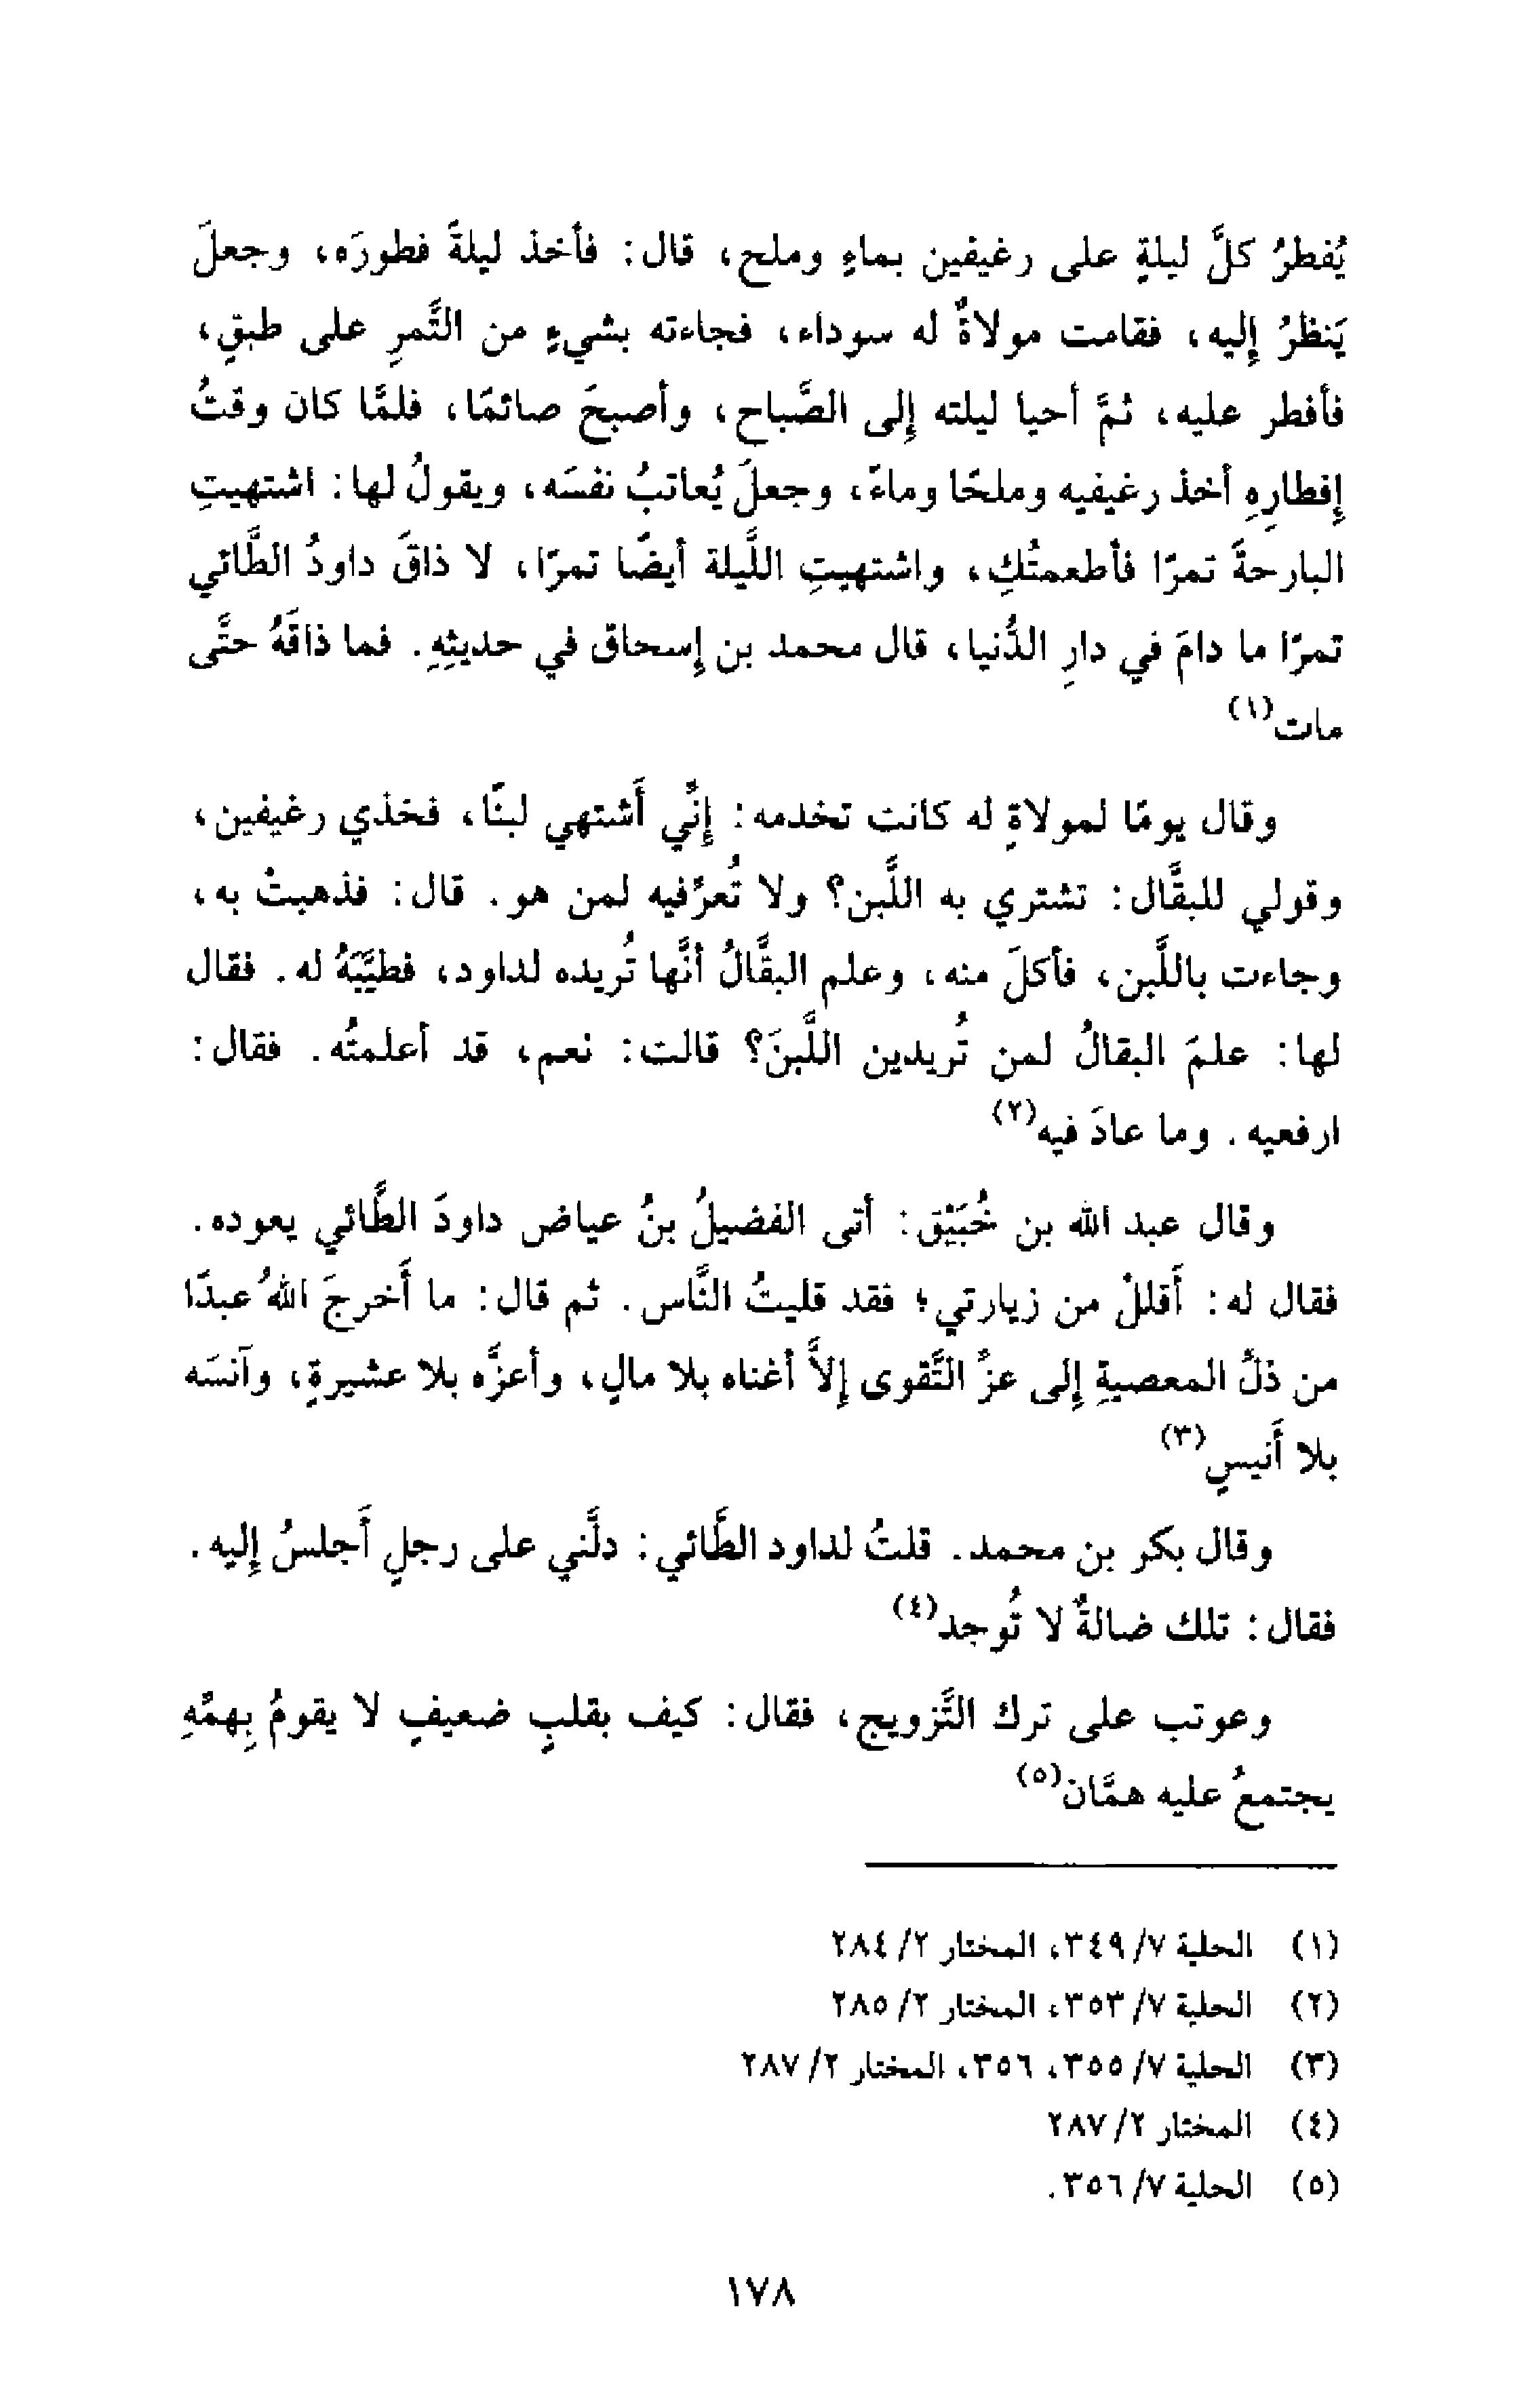 يُفطرُ كلَّ ليلةٍ على رغيفين بماءٍ وملح، قال: فأخذ ليلةً فطورَه، وجعلَ
يَنظرُ إليه، فقامت مولاةٌ له سوداء، فجاءته بشيءٍ من التَّمرِ على طبقٍ،
فأفطر عليه، ثمَّ أحيا ليلته إلى الصَّباح، وأصبحَ صائمًا، فلمَّا كان وقتُ
إفطارِهِ أخذ رغيفيه وملحًا وماءً، وجعلَ يُعاتبُ نفسَه، ويقولُ لها: اشتهيتِ
البارحةَ تمرًا فأطعمتُكِ، واشتهيتِ اللَّيلة أيضًا تمرًا، لا ذاقَ داودُ الطَّائي
تمرًا ما دامَ في دارِ الدُّنيا، قال محمد بن إسحاق في حديثِهِ. فما ذاقَهُ حتَّى
مات(١)
وقال يومًا لمولاةٍ له كانت تخدمه: إنِّي أَشتهي لبنًا، فخذي رغيفين،
وقولي للبقَّال: تشتري به اللَّبن؟ ولا تُعرِّفيه لمن هو. قال: فذهبتْ به،
وجاءت باللَّبن، فأكلَ منه، وعلم البقَّالُ أنَّها تُريده لداود، فطيَّبَهُ له. فقال
لها: علمَ البقالُ لمن تُريدين اللَّبنَ؟ قالت: نعم، قد أعلمتُه. فقال:
ارفعيه. وما عادَ فيه(٢)
وقال عبد الله بن خُبَيْق: أتى الفضيلُ بنُ عياض داودَ الطَّائي يعوده.
فقال له: أَقللْ من زيارتي؛ فقد قليتُ النَّاس. ثم قال: ما أَخرجَ اللهُ عبدًا
من ذلِّ المعصيةِ إلى عزِّ التَّقوى إلاَّ أغناه بلا مالٍ، وأعزَّه بلا عشيرةٍ، وآنسَه
بلا أَنيسٍ(٣)
وقال بكر بن محمد. قلتُ لداود الطَّائي: دلَّني على رجلٍ أَجلسُ إليه.
فقال: تلك ضالةٌ لا تُوجد(٤)
وعوتب على ترك التَّزويج، فقال: كيف بقلبٍ ضعيفٍ لا يقومُ بِهمِّهِ
يجتمعُ عليه همَّان(٥)
(١) الحلية ٧/ ٣٤٩، المختار ٢/ ٢٨٤
(٢) الحلية ٧/ ٣٥٣، المختار ٢/ ٢٨٥
(٣) الحلية ٧/ ٣٥٥، ٣٥٦، المختار ٢/ ٢٨٧
(٤) المختار ٢/ ٢٨٧
(٥) الحلية ٧/ ٣٥٦.
١٧٨